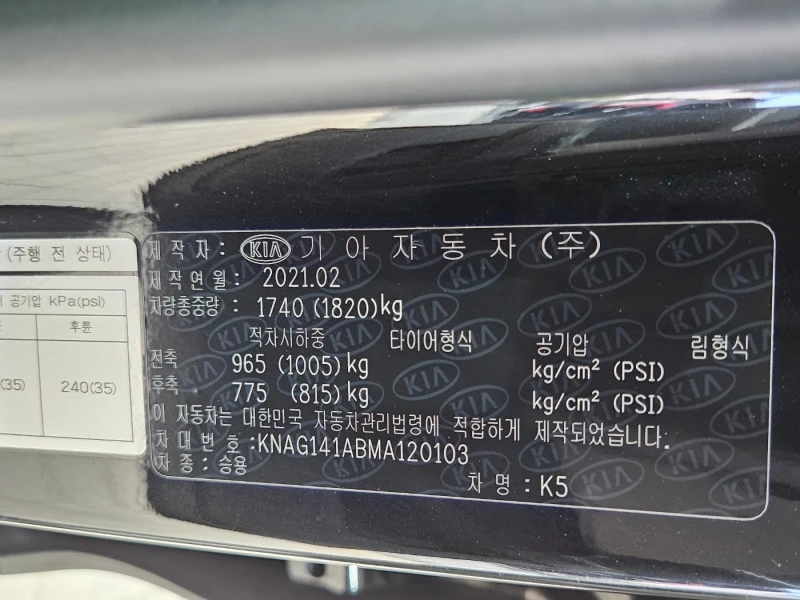 (주행 전 상태)
공기압 KPa(psi)
후륜
(35)
240(35)
제작자: KIA 기아자동차(주)
제작연월: 2021.02
차량총중량: 1740 (1820)kg
적차시하중 타이어형식 공기압 림형식
전축 965 (1005)kg kg/cm² (PSI)
후축 775 (815)kg kg/cm² (PSI)
이 자동차는 대한민국 자동차관리법령에 적합하게 제작되었습니다.
차대번호:KNAG141ABMA120103
차종: 승용 차명: K5